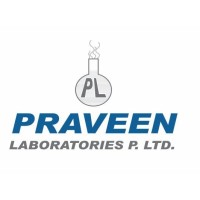 PL
PRAVEEN
LABORATORIES P. LTD.